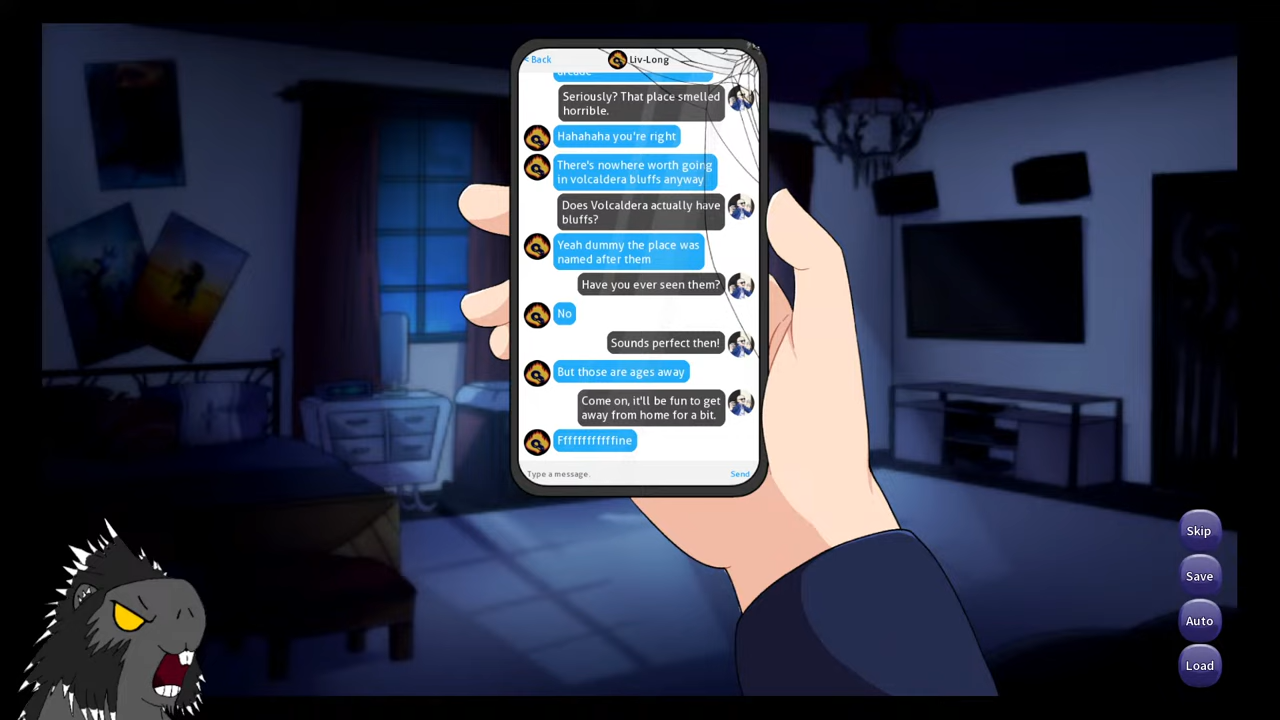 < Back
Liv-Long
arcade
Seriously? That place smelled
horrible.
Hahahaha you're right
There's nowhere worth going
in volcaldera bluffs anyway
Does Volcaldera actually have
bluffs?
Yeah dummy the place was
named after them
Have you ever seen them?
No
Sounds perfect then!
But those are ages away
Come on, it'll be fun to get
away from home for a bit.
Fffffffffffine
Type a message.
Send
Skip
Save
Auto
Load